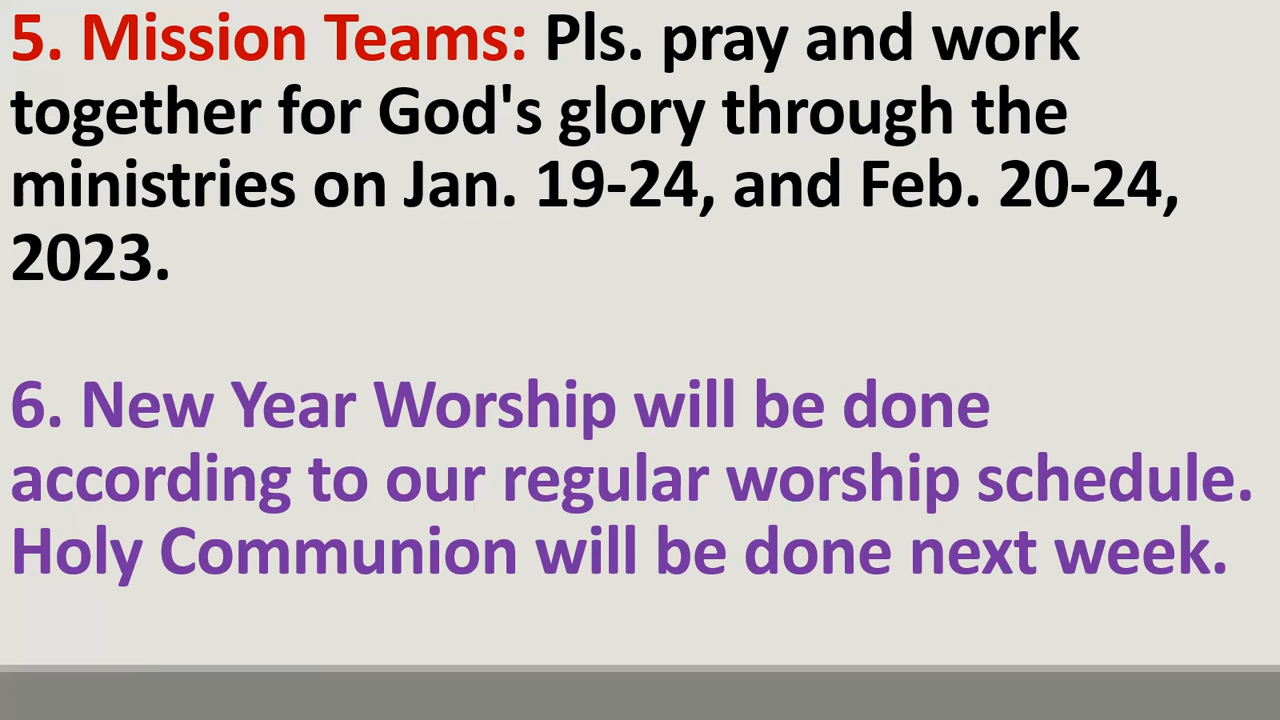 5. Mission Teams: Pls. pray and work
together for God's glory through the
ministries on Jan. 19-24, and Feb. 20-24,
2023.
6. New Year Worship will be done
according to our regular worship schedule.
Holy Communion will be done next week.